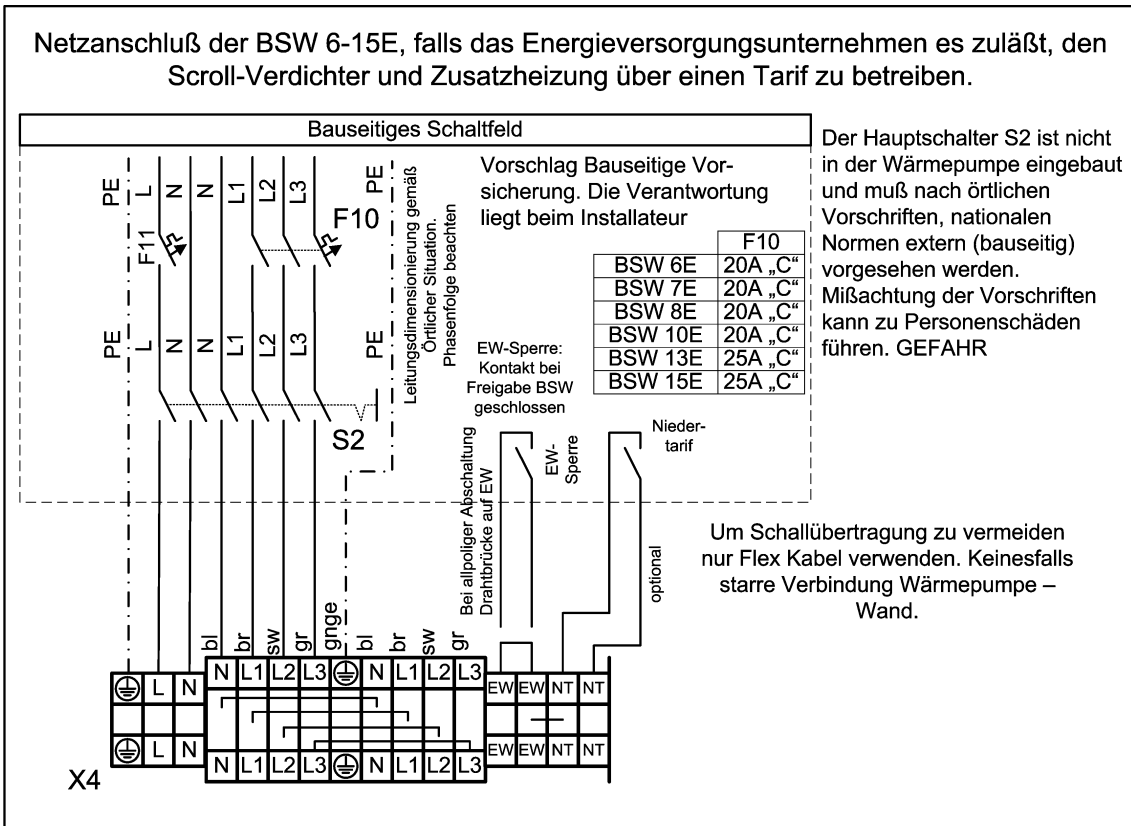 Netzanschluß der BSW 6-15E, falls das Energieversorgungsunternehmen es zuläßt, den
Scroll-Verdichter und Zusatzheizung über einen Tarif zu betreiben.
Bauseitiges Schaltfeld
Der Hauptschalter S2 ist nicht
in der Wärmepumpe eingebaut
und muß nach örtlichen
Vorschriften, nationalen
Normen extern (bauseitig)
vorgesehen werden.
Mißachtung der Vorschriften
kann zu Personenschäden
führen. GEFAHR
Vorschlag Bauseitige Vor-
sicherung. Die Verantwortung
liegt beim Installateur
F10
BSW 6E 20A „C“
BSW 7E 20A „C“
BSW 8E 20A „C“
BSW 10E 20A „C“
BSW 13E 25A „C“
BSW 15E 25A „C“
PE L N N L1 L2 L3 PE
F11
F10
Leitungsdimensionierung gemäß
Örtlicher Situation.
Phasenfolge beachten
PE L N N L1 L2 L3 PE
S2
EW-Sperre:
Kontakt bei
Freigabe BSW
geschlossen
Bei allpoliger Abschaltung
Drahtbrücke auf EW
EW-
Sperre
Nieder-
tarif
optional
Um Schallübertragung zu vermeiden
nur Flex Kabel verwenden. Keinesfalls
starre Verbindung Wärmepumpe –
Wand.
bl br sw gr gnge bl br sw gr
L N N L1 L2 L3 N L1 L2 L3 EW EW NT NT
L N N L1 L2 L3 N L1 L2 L3 EW EW NT NT
X4